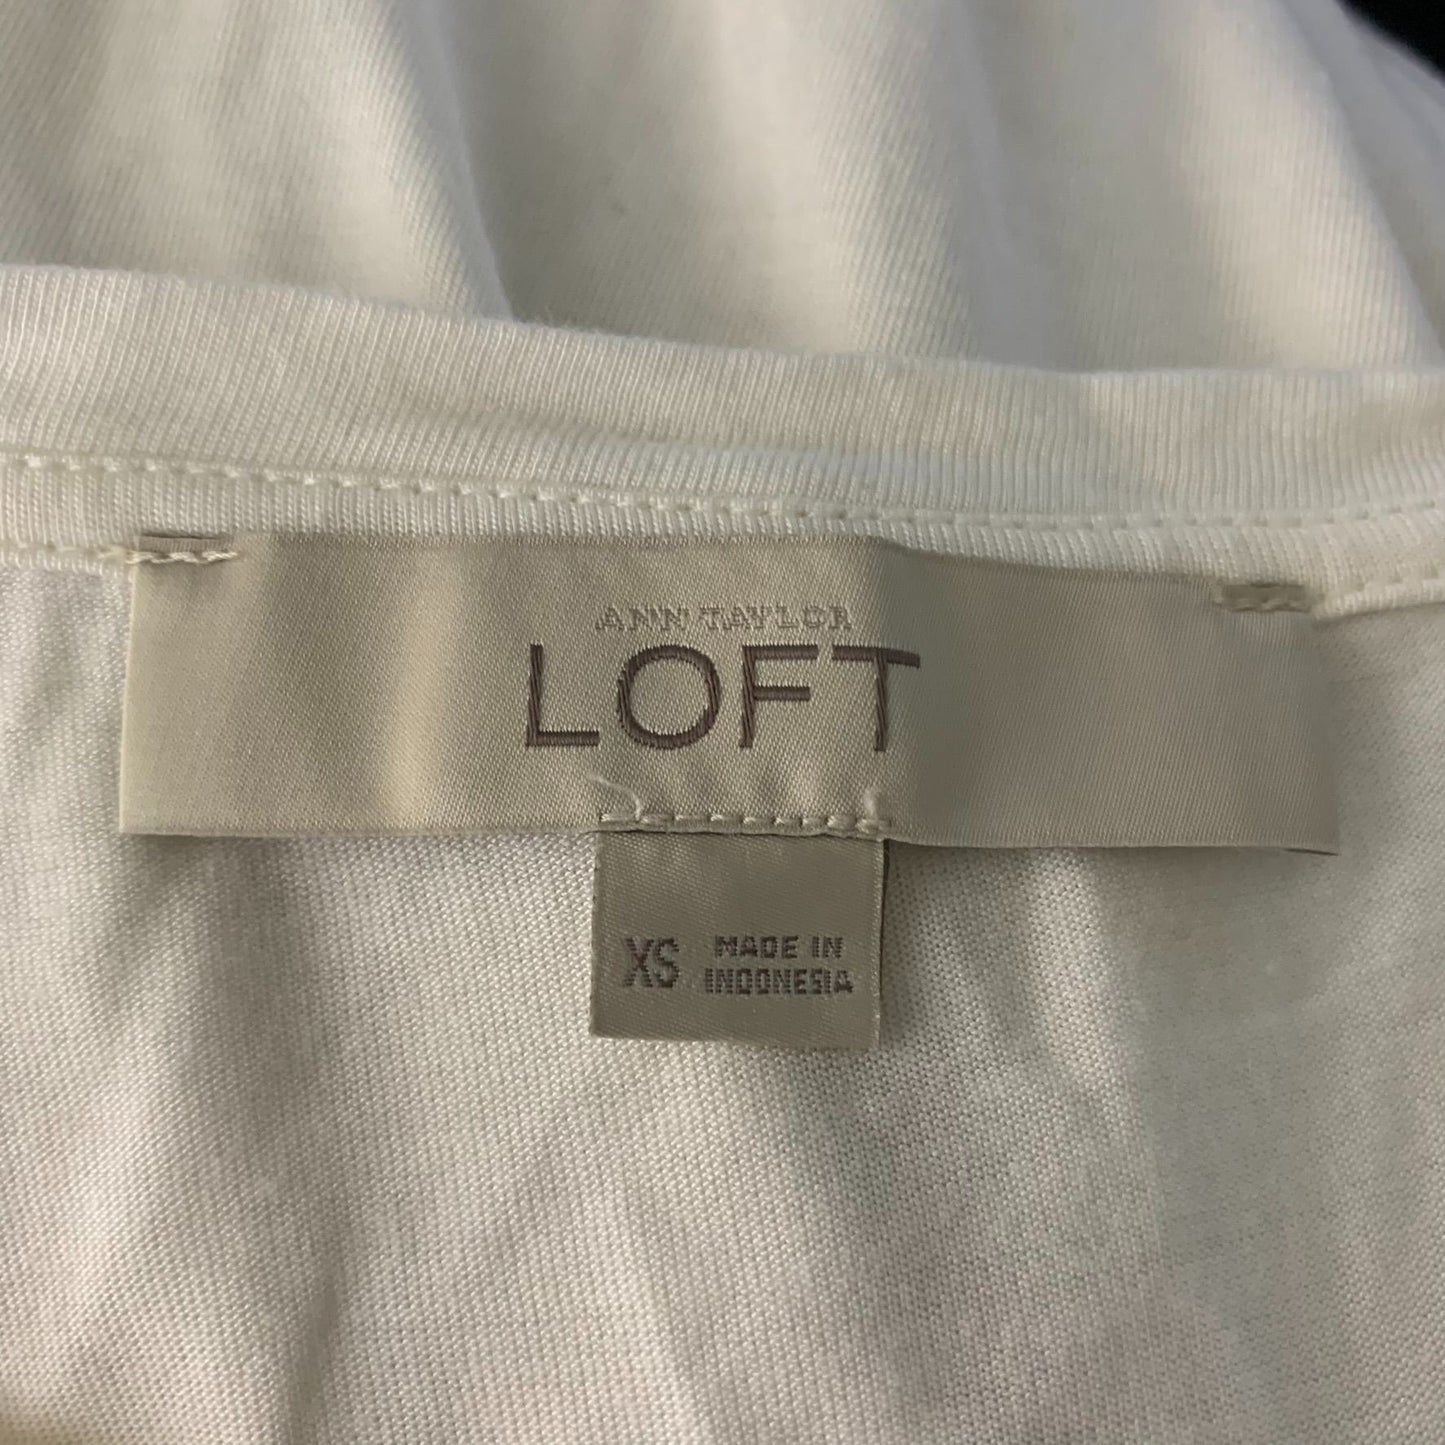 ANN TAYLOR
LOFT
XS
MADE IN
INDONESIA